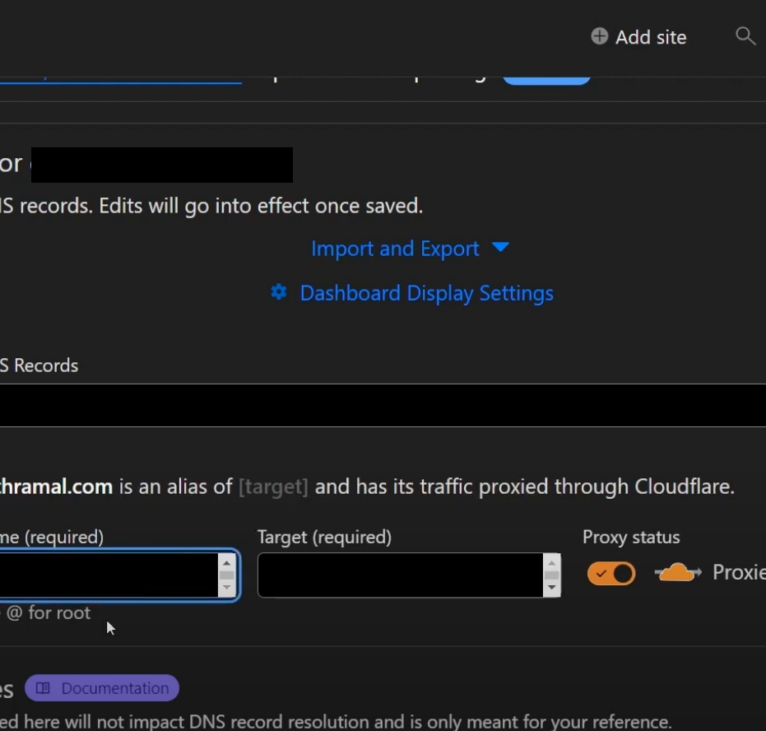 Add site
or
S records. Edits will go into effect once saved.
Import and Export
Dashboard Display Settings
S Records
hramal.com is an alias of [target] and has its traffic proxied through Cloudflare.
me (required) Target (required) Proxy status
Proxie
@ for root
es Documentation
ed here will not impact DNS record resolution and is only meant for your reference.